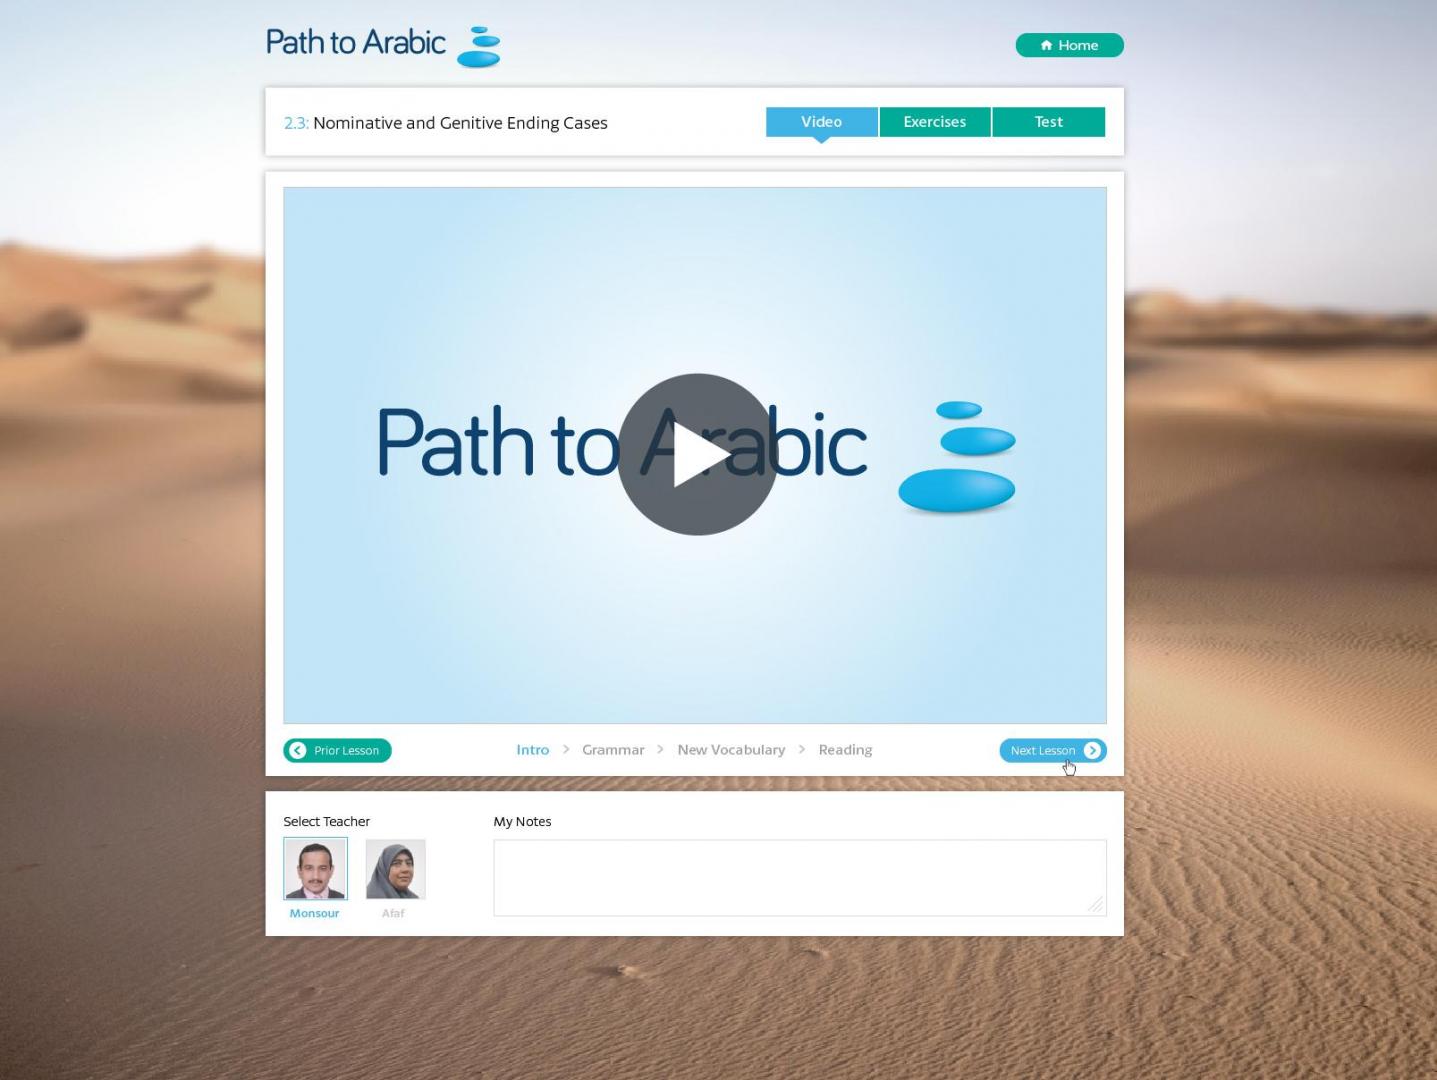 Path to Arabic
Home
2.3: Nominative and Genitive Ending Cases
Video
Exercises
Test
Path to Arabic
Prior Lesson
Intro > Grammar > New Vocabulary > Reading
Next Lesson
Select Teacher
Monsour
Afaf
My Notes